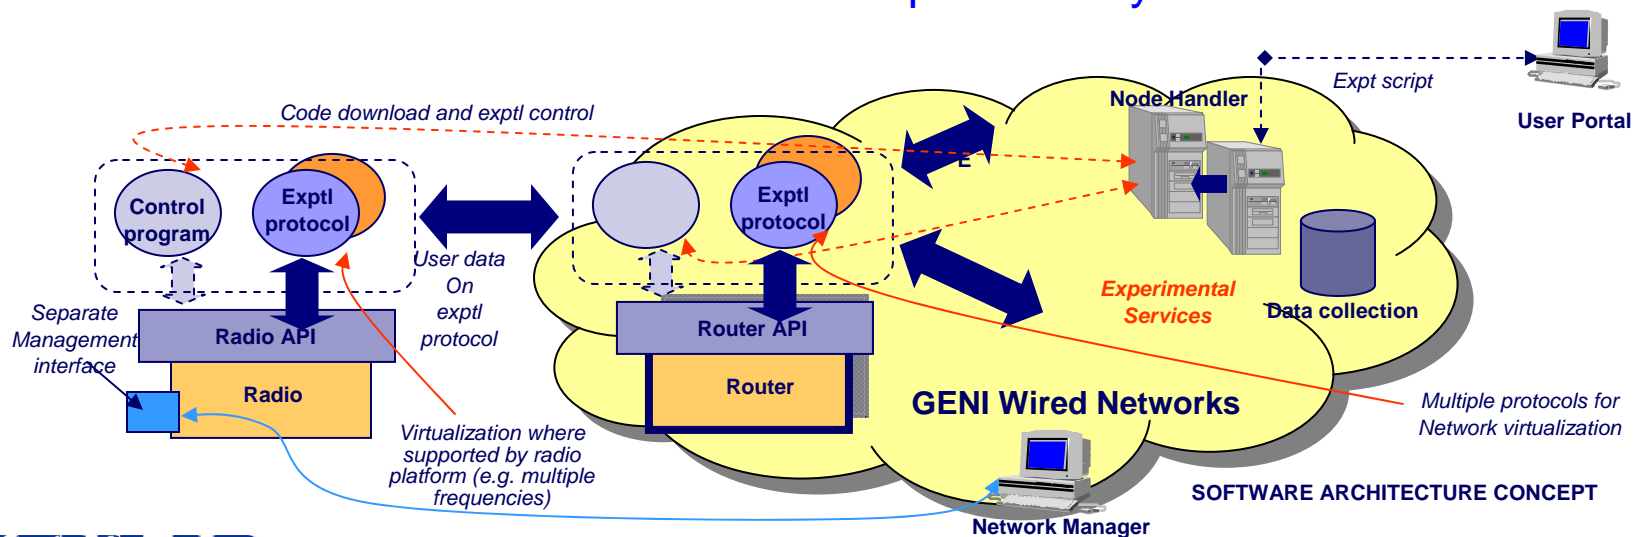 Expt script
User Portal
Node Handler
Code download and exptl control
E
Control
program
Exptl
protocol
Exptl
protocol
User data
On
exptl
protocol
Separate
Management
interface
Radio API
Radio
Router API
Router
Experimental
Services
Data collection
GENI Wired Networks
Virtualization where
supported by radio
platform (e.g. multiple
frequencies)
Multiple protocols for
Network virtualization
SOFTWARE ARCHITECTURE CONCEPT
Network Manager